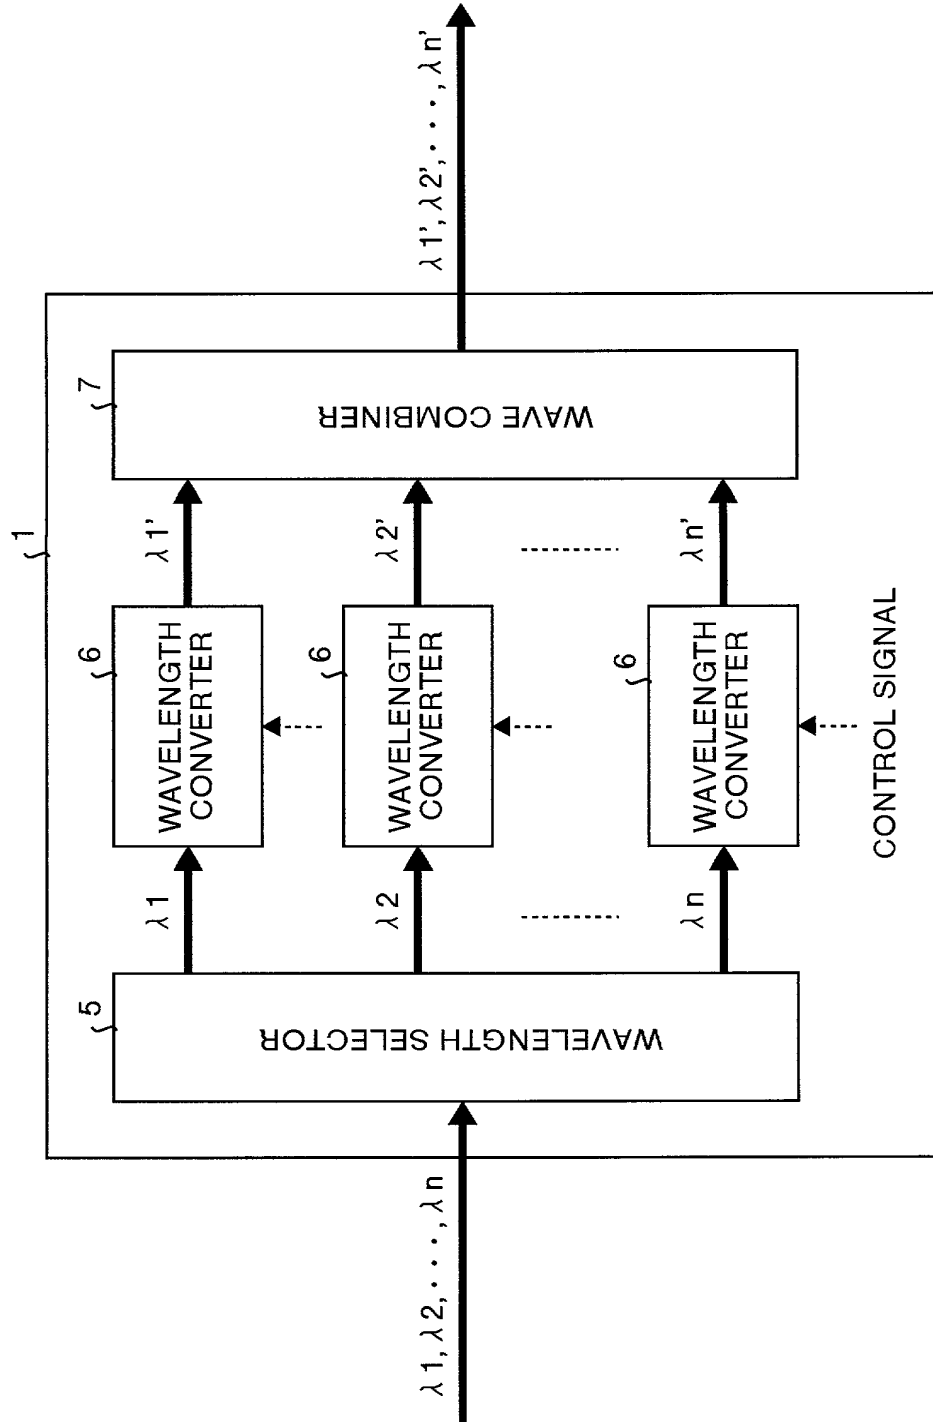 1
λ1, λ2, · · · , λn
5
WAVELENGTH SELECTOR
λ1
λ2
λn
6
WAVELENGTH
CONVERTER
6
WAVELENGTH
CONVERTER
6
WAVELENGTH
CONVERTER
CONTROL SIGNAL
λ1'
λ2'
λn'
7
WAVE COMBINER
λ1', λ2', · · · , λn'